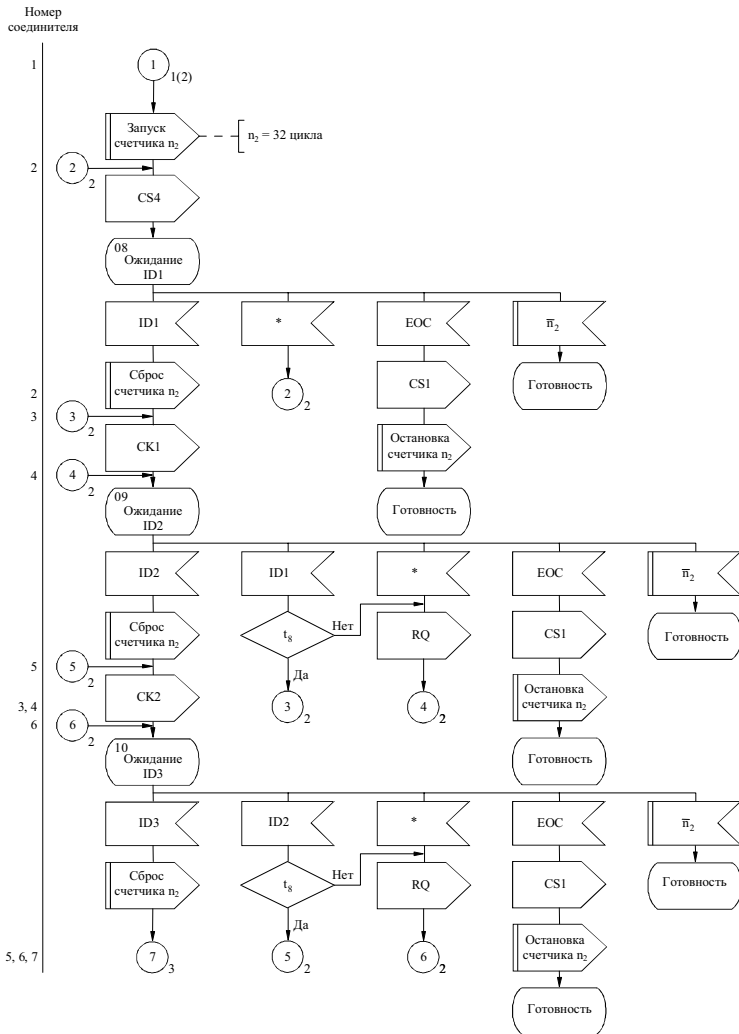 Номер
соединителя
1
1
1(2)
Запуск
счетчика n₂
n₂ = 32 цикла
2
2
2
CS4
08
Ожидание
ID1
ID1
*
EOC
n̅₂
Сброс
счетчика n₂
2
2
2
CS1
Готовность
3
3
2
CK1
Остановка
счетчика n₂
4
4
2
09
Ожидание
ID2
Готовность
ID2
ID1
*
EOC
n̅₂
Сброс
счетчика n₂
t₈
Нет
RQ
CS1
Готовность
5
5
2
Да
CK2
3, 4
3
2
4
2
Остановка
счетчика n₂
6
6
2
10
Ожидание
ID3
Готовность
ID3
ID2
*
EOC
n̅₂
Сброс
счетчика n₂
t₈
Нет
RQ
CS1
Готовность
Да
5, 6, 7
7
3
5
2
6
2
Остановка
счетчика n₂
Готовность